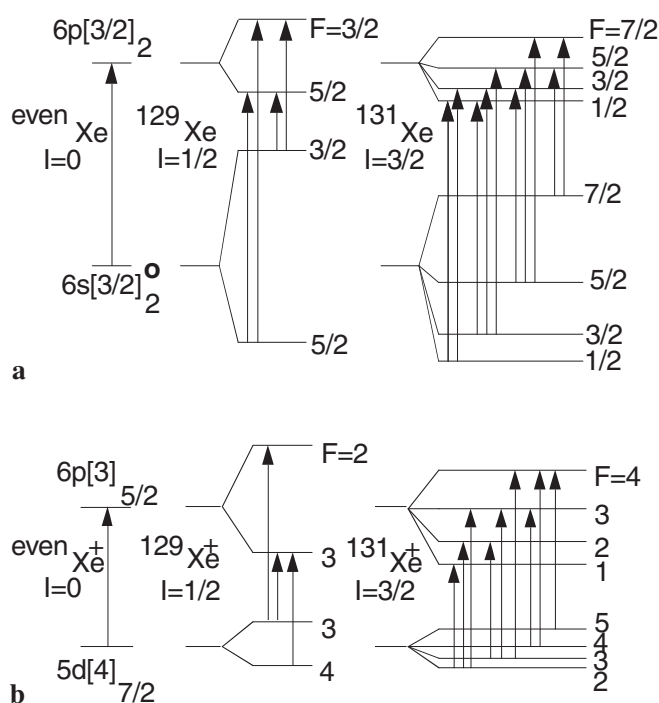 6p[3/2]2
F=3/2
F=7/2
5/2
3/2
1/2
5/2
even Xe
I=0
129 Xe
I=1/2
131 Xe
I=3/2
3/2
7/2
6s[3/2]o2
5/2
5/2
3/2
1/2
a
6p[3]5/2
F=2
F=4
3
2
1
3
even Xe+
I=0
129 Xe+
I=1/2
131 Xe+
I=3/2
3
4
5
4
3
2
5d[4]7/2
b